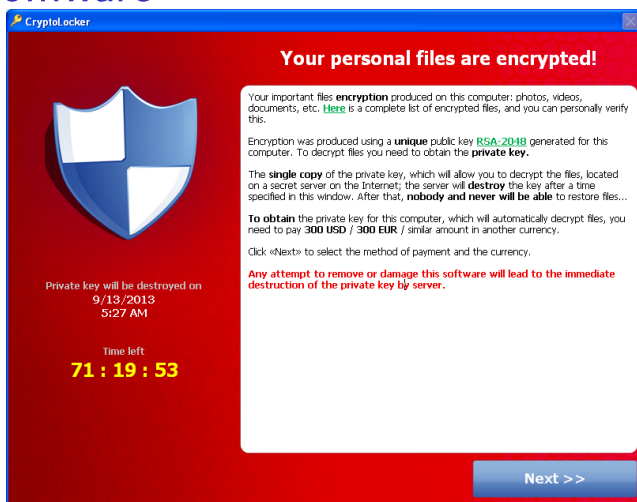 CryptoLocker
Your personal files are encrypted!
Your important files encryption produced on this computer: photos, videos,
documents, etc. Here is a complete list of encrypted files, and you can personally verify
this.
Encryption was produced using a unique public key RSA-2048 generated for this
computer. To decrypt files you need to obtain the private key.
The single copy of the private key, which will allow you to decrypt the files, located
on a secret server on the Internet; the server will destroy the key after a time
specified in this window. After that, nobody and never will be able to restore files...
To obtain the private key for this computer, which will automatically decrypt files, you
need to pay 300 USD / 300 EUR / similar amount in another currency.
Click «Next» to select the method of payment and the currency.
Any attempt to remove or damage this software will lead to the immediate
destruction of the private key by server.
Private key will be destroyed on
9/13/2013
5:27 AM
Time left
71 : 19 : 53
Next >>